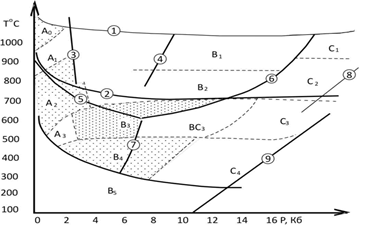 T°C
1000
900
800
700
600
500
400
300
200
100
0 2 4 6 8 10 12 14 16 P, Кб
A₀
A₁
A₂
A₃
B₁
B₂
B₃
B₄
B₅
BC₃
C₁
C₂
C₃
C₄
1
2
3
4
5
6
7
8
9